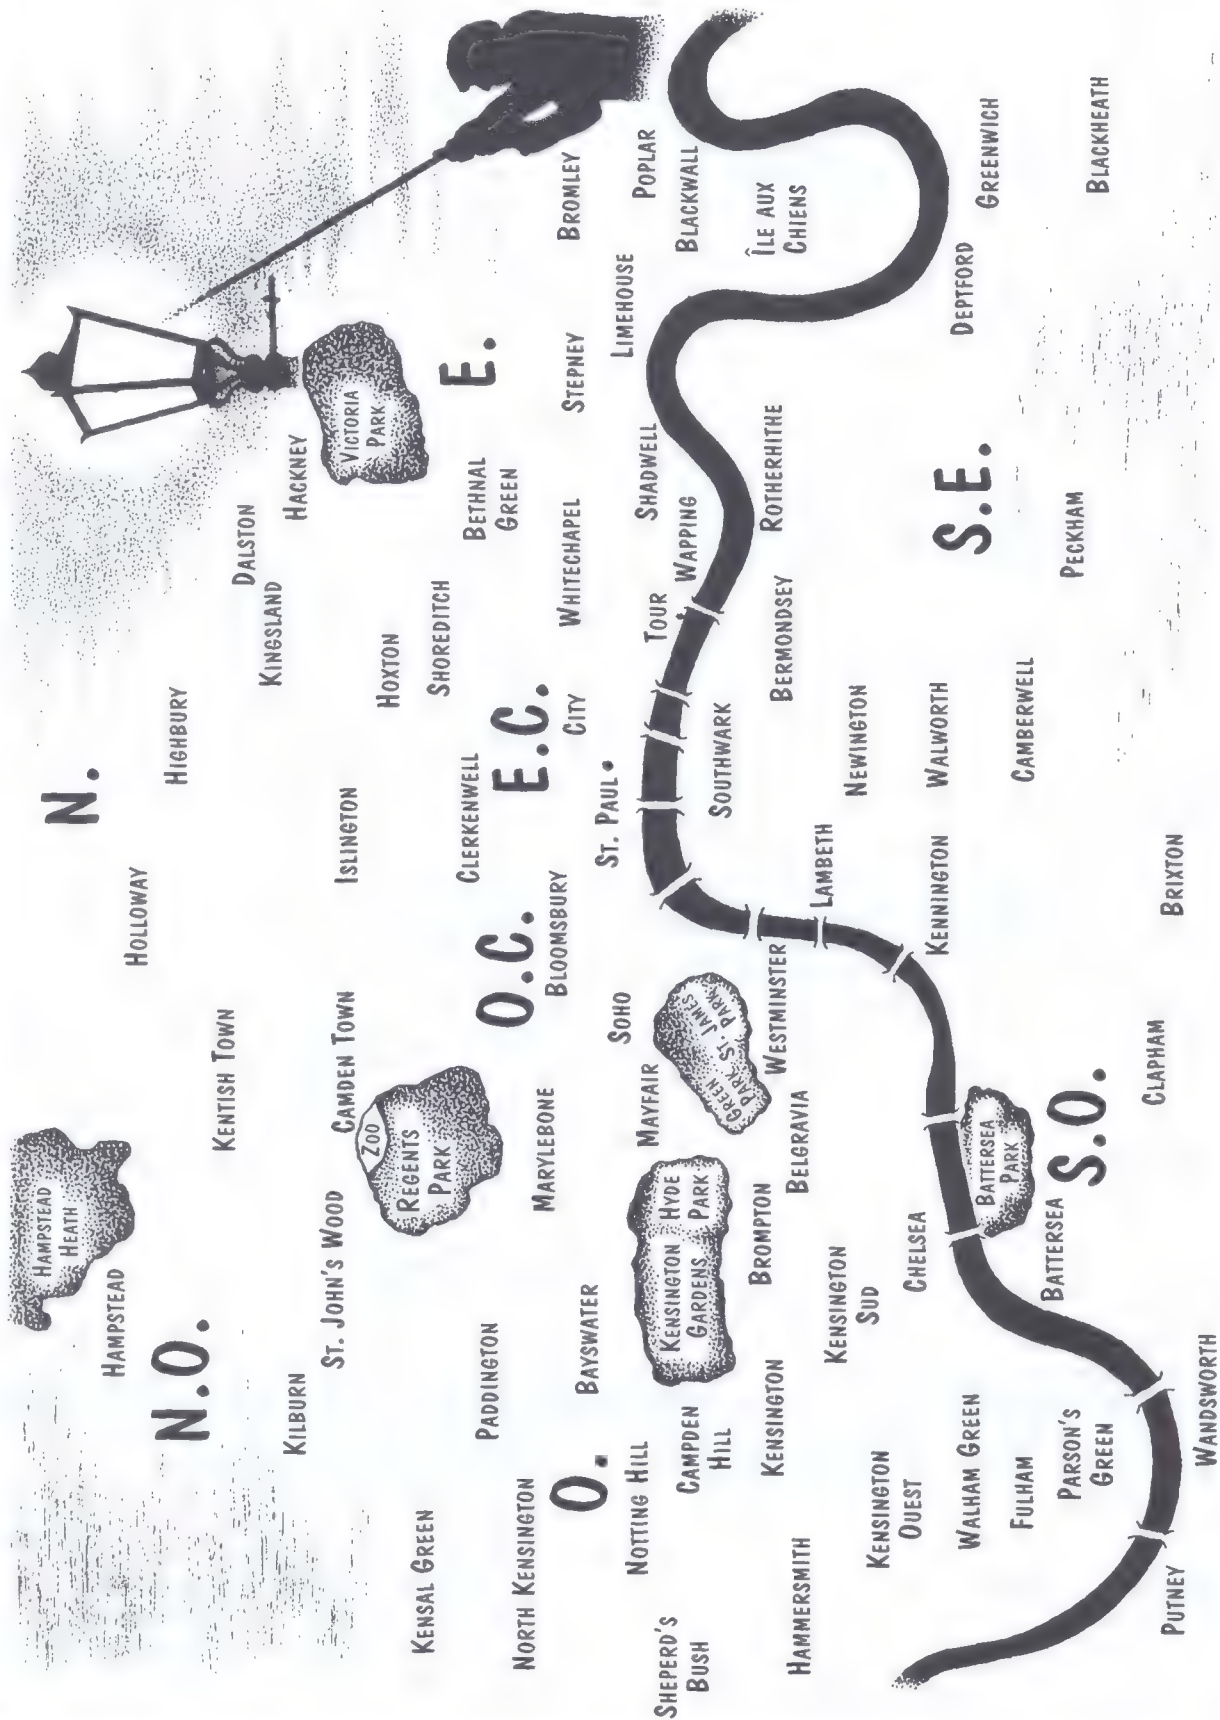 HAMPSTEAD
HEATH
HAMPSTEAD
N.O.
KILBURN
ST. JOHN'S WOOD
KENSAL GREEN
PADDINGTON
NORTH KENSINGTON
O.
BAYSWATER
NOTTING HILL
SHEPERD'S
BUSH
CAMPDEN
HILL
KENSINGTON
GARDENS
HYDE
PARK
KENSINGTON
HAMMERSMITH
BROMPTON
KENSINGTON
SUD
KENSINGTON
OUEST
CHELSEA
WALHAM GREEN
FULHAM
PARSON'S
GREEN
PUTNEY
WANDSWORTH
N.
HOLLOWAY
HIGHBURY
KENTISH TOWN
CAMDEN TOWN
ZOO
REGENTS
PARK
ISLINGTON
CLERKENWELL
O.C.
E.C.
BLOOMSBURY
MARYLEBONE
CITY
SOHO
ST. PAUL
MAYFAIR
GREEN
PARK
ST. JAMES
PARK
WESTMINSTER
BELGRAVIA
BATTERSEA
PARK
BATTERSEA
S.O.
CLAPHAM
BRIXTON
LAMBETH
KENNINGTON
SOUTHWARK
NEWINGTON
WALWORTH
CAMBERWELL
DALSTON
KINGSLAND
HACKNEY
VICTORIA
PARK
HOXTON
SHOREDITCH
BETHNAL
GREEN
E.
WHITECHAPEL
STEPNEY
BROMLEY
TOUR
WAPPING
SHADWELL
LIMEHOUSE
POPLAR
BLACKWALL
ÎLE AUX
CHIENS
BERMONDSEY
ROTHERHITHE
S.E.
DEPTFORD
GREENWICH
PECKHAM
BLACKHEATH